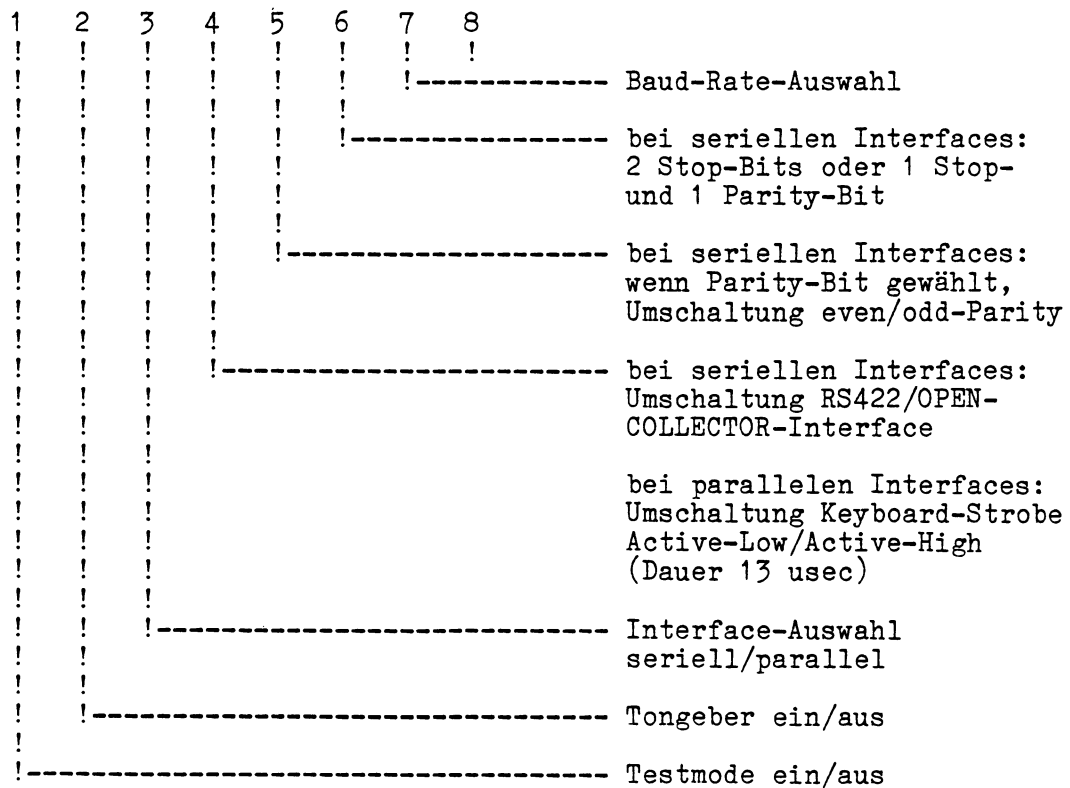 1 2 3 4 5 6 7 8
! ! ! ! ! ! ! !
! ! ! ! ! ! !------------ Baud-Rate-Auswahl
! ! ! ! ! !
! ! ! ! ! !---------------- bei seriellen Interfaces:
! ! ! ! ! 2 Stop-Bits oder 1 Stop-
! ! ! ! ! und 1 Parity-Bit
! ! ! ! !
! ! ! ! !-------------------- bei seriellen Interfaces:
! ! ! ! wenn Parity-Bit gewählt,
! ! ! ! Umschaltung even/odd-Parity
! ! ! !
! ! ! !------------------------ bei seriellen Interfaces:
! ! ! Umschaltung RS422/OPEN-
! ! ! COLLECTOR-Interface
! ! !
! ! ! bei parallelen Interfaces:
! ! ! Umschaltung Keyboard-Strobe
! ! ! Active-Low/Active-High
! ! ! (Dauer 13 usec)
! ! !
! ! !---------------------------- Interface-Auswahl
! ! seriell/parallel
! !
! !-------------------------------- Tongeber ein/aus
!
!------------------------------------ Testmode ein/aus